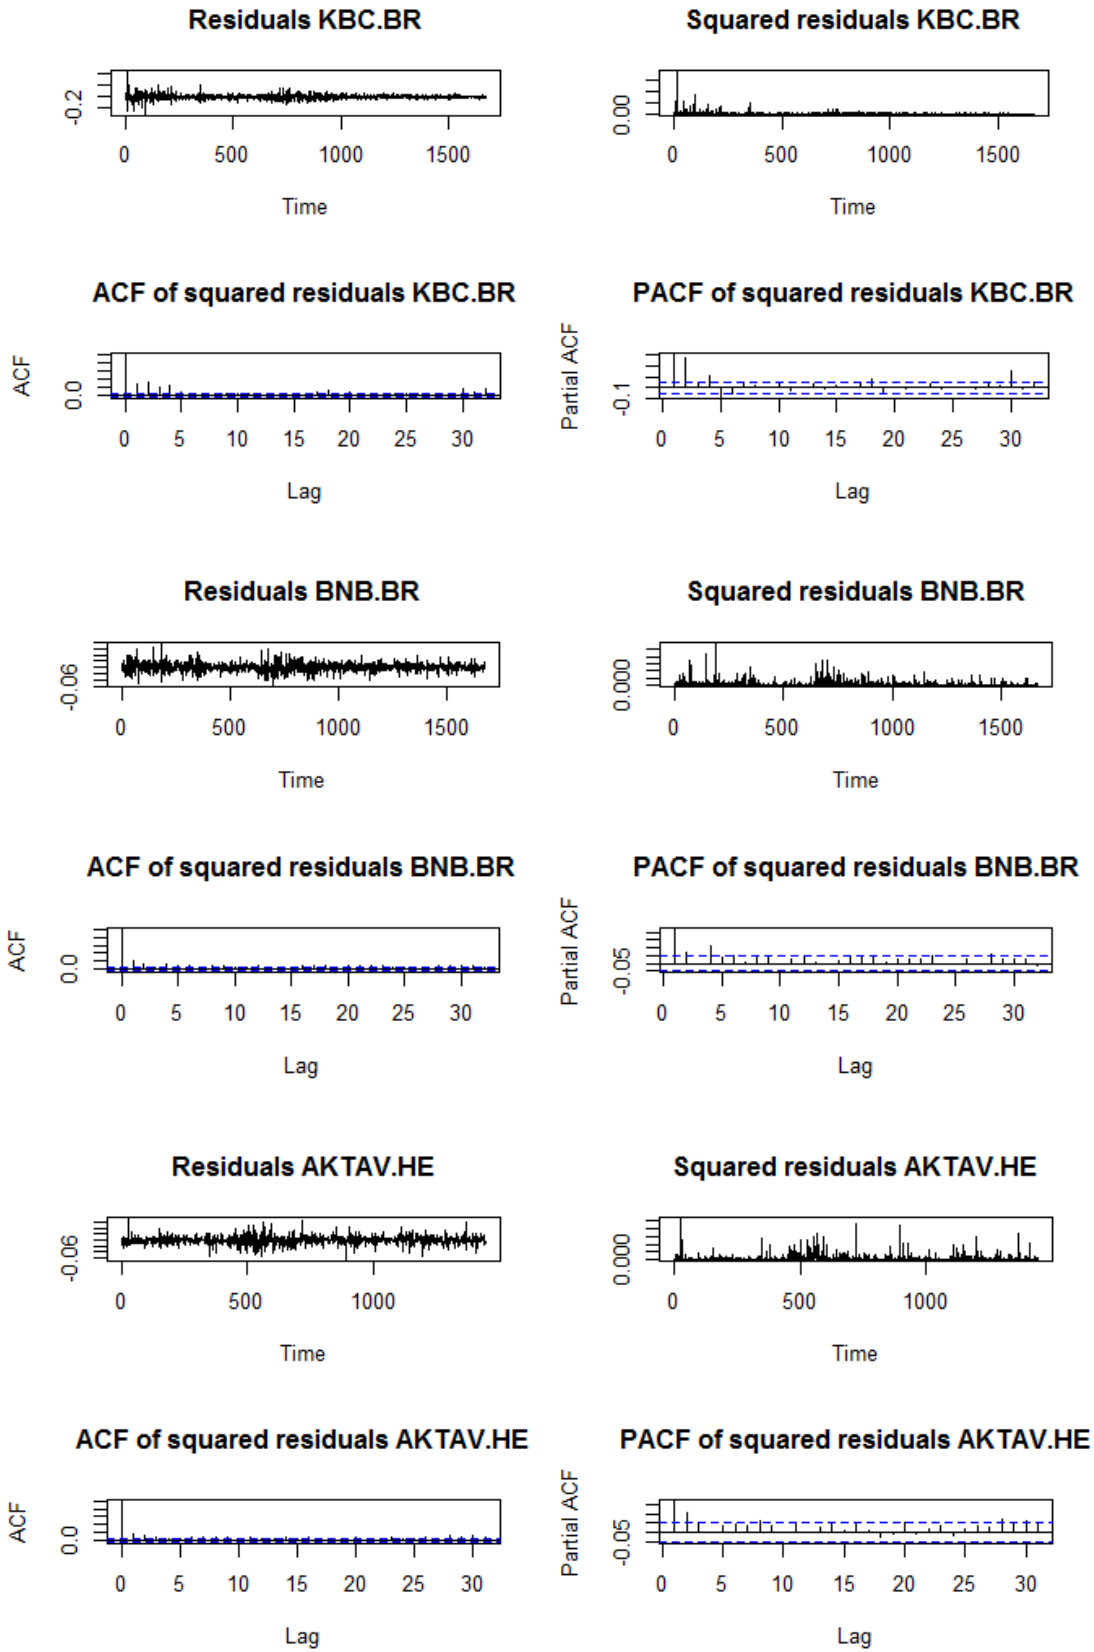 Residuals KBC.BR
Squared residuals KBC.BR
-0.2
0 500 1000 1500
Time
0.00
0 500 1000 1500
Time
ACF of squared residuals KBC.BR
PACF of squared residuals KBC.BR
ACF
0.0
0 5 10 15 20 25 30
Lag
Partial ACF
-0.1
0 5 10 15 20 25 30
Lag
Residuals BNB.BR
Squared residuals BNB.BR
-0.06
0 500 1000 1500
Time
0.000
0 500 1000 1500
Time
ACF of squared residuals BNB.BR
PACF of squared residuals BNB.BR
ACF
0.0
0 5 10 15 20 25 30
Lag
Partial ACF
-0.05
0 5 10 15 20 25 30
Lag
Residuals AKTAV.HE
Squared residuals AKTAV.HE
-0.06
0 500 1000
Time
0.000
0 500 1000
Time
ACF of squared residuals AKTAV.HE
PACF of squared residuals AKTAV.HE
ACF
0.0
0 5 10 15 20 25 30
Lag
Partial ACF
-0.05
0 5 10 15 20 25 30
Lag